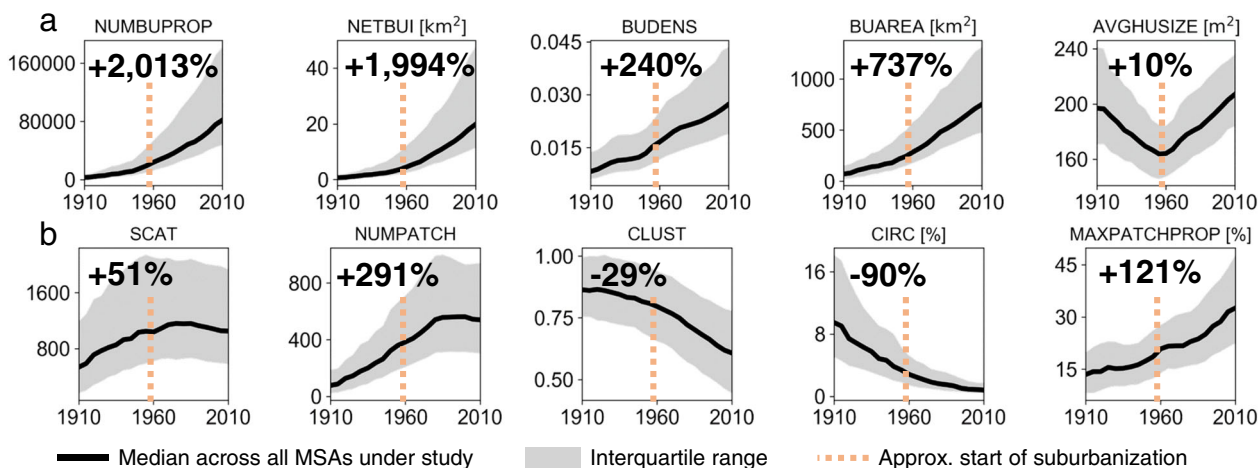 a
NUMBUPROP
NETBUI [km²]
BUDENS
BUAREA [km²]
AVGHUSIZE [m²]
+2,013%
+1,994%
+240%
+737%
+10%
160000
80000
0
40
20
0
0.045
0.030
0.015
1000
500
0
240
200
160
1910 1960 2010
1910 1960 2010
1910 1960 2010
1910 1960 2010
1910 1960 2010
b
SCAT
NUMPATCH
CLUST
CIRC [%]
MAXPATCHPROP [%]
+51%
+291%
-29%
-90%
+121%
1600
800
800
400
0
1.00
0.75
0.50
16
8
0
45
30
15
1910 1960 2010
1910 1960 2010
1910 1960 2010
1910 1960 2010
1910 1960 2010
Median across all MSAs under study
Interquartile range
Approx. start of suburbanization